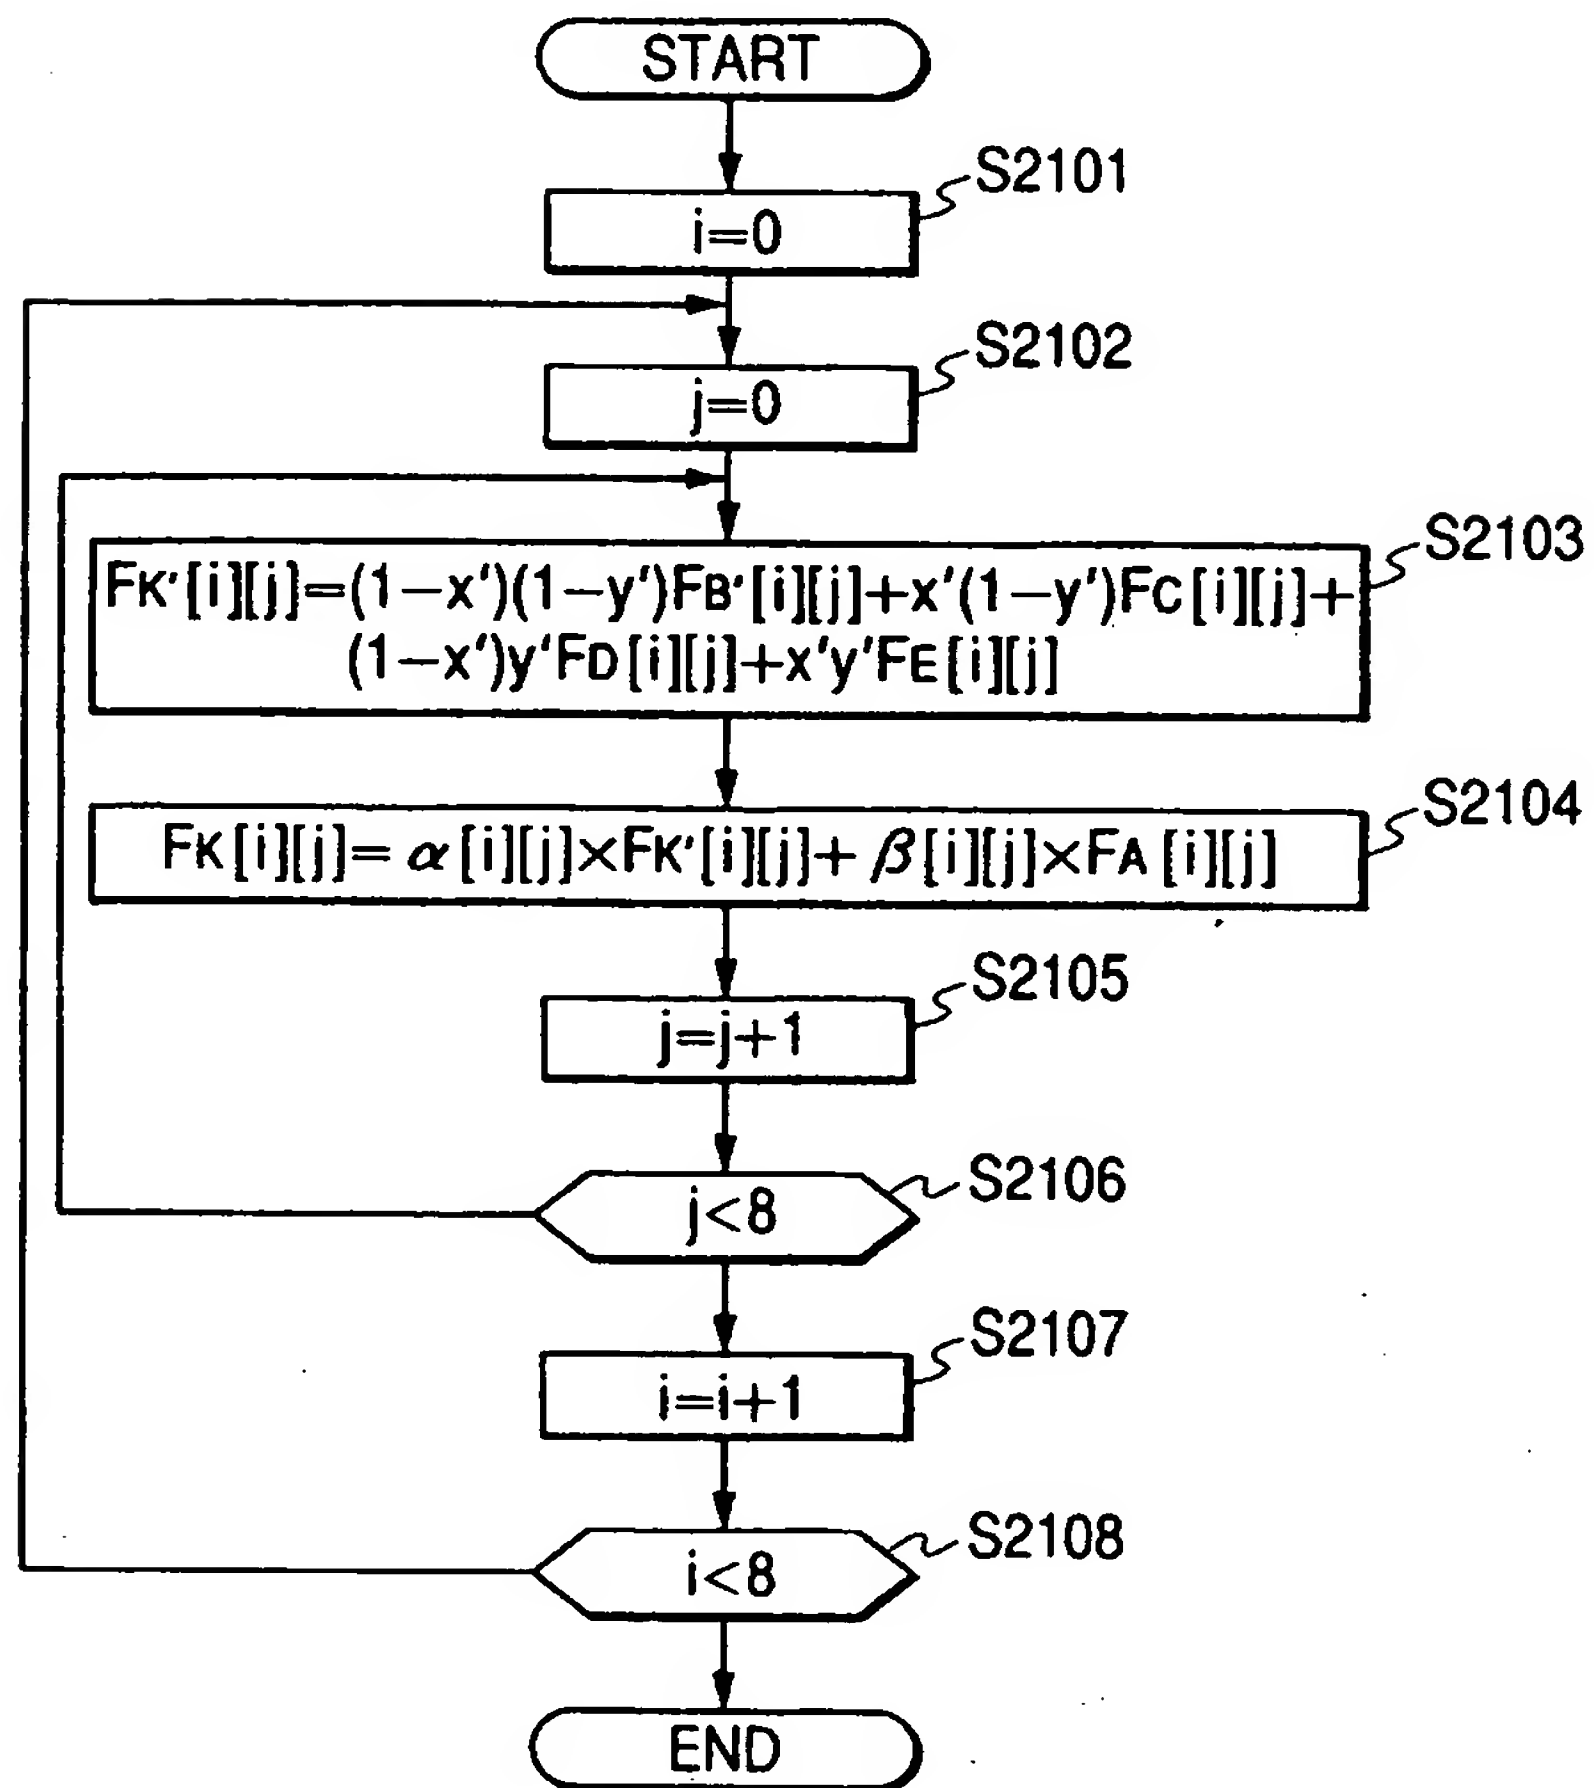 START
S2101
i=0
S2102
j=0
S2103
FK'[i][j]=(1−x')(1−y')FB'[i][j]+x'(1−y')FC[i][j]+
(1−x')y'FD[i][j]+x'y'FE[i][j]
S2104
FK[i][j]=α[i][j]×FK'[i][j]+β[i][j]×FA[i][j]
S2105
j=j+1
S2106
j<8
S2107
i=i+1
S2108
i<8
END